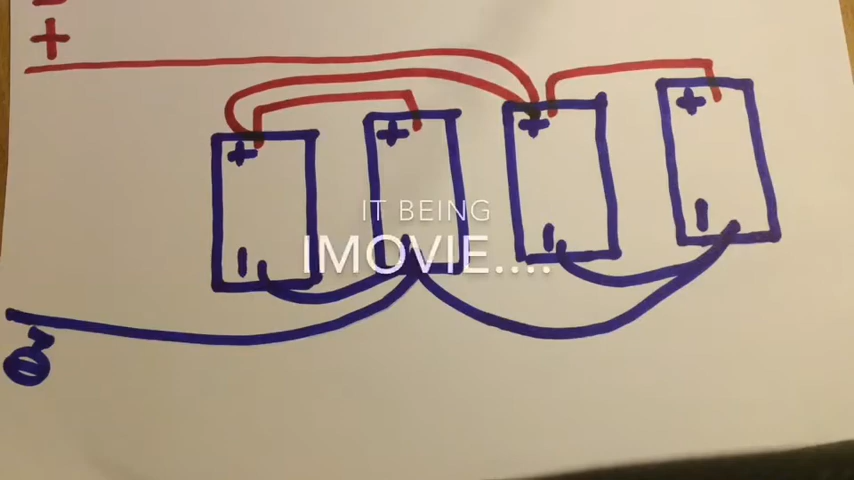 +
+ + + +
IT BEING
IMOVIE....
- - - -